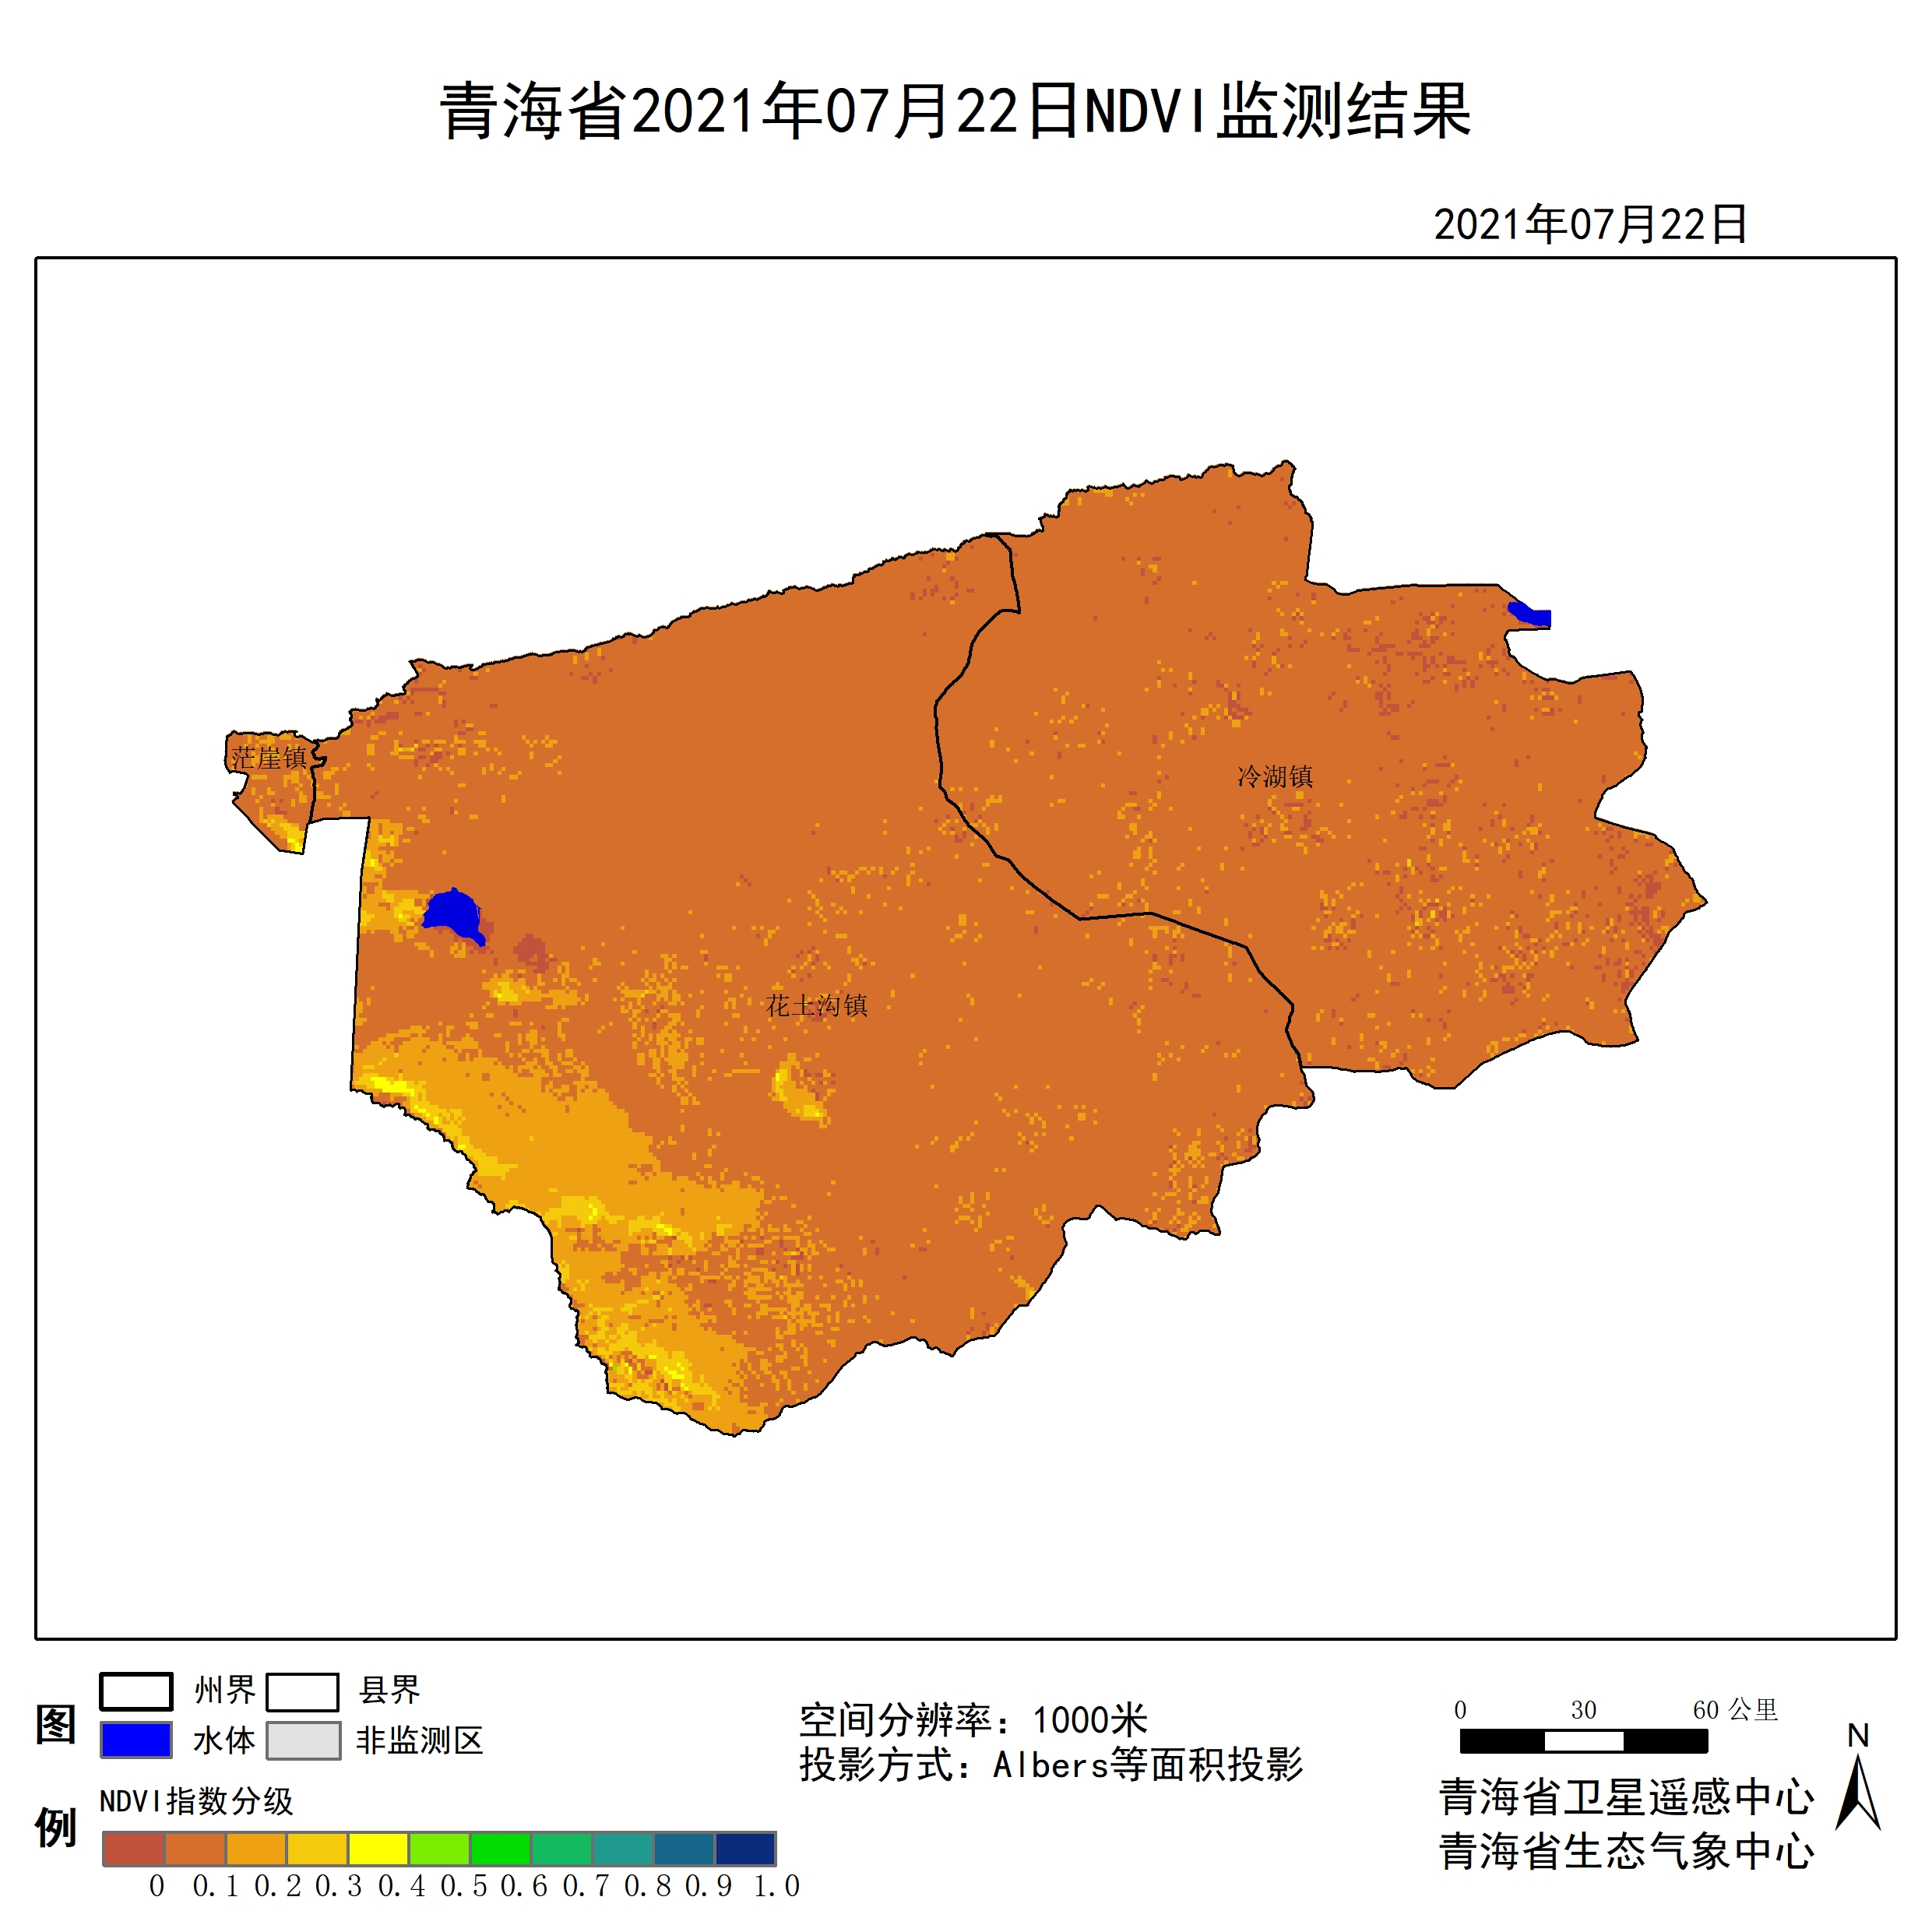 青海省2021年07月22日NDVI监测结果
2021年07月22日
冷湖镇
茫崖镇
花土沟镇
图例
州界
县界
水体
非监测区
NDVI指数分级
0 0.1 0.2 0.3 0.4 0.5 0.6 0.7 0.8 0.9 1.0
空间分辨率：1000米
投影方式：Albers等面积投影
0 30 60 公里
N
青海省卫星遥感中心
青海省生态气象中心